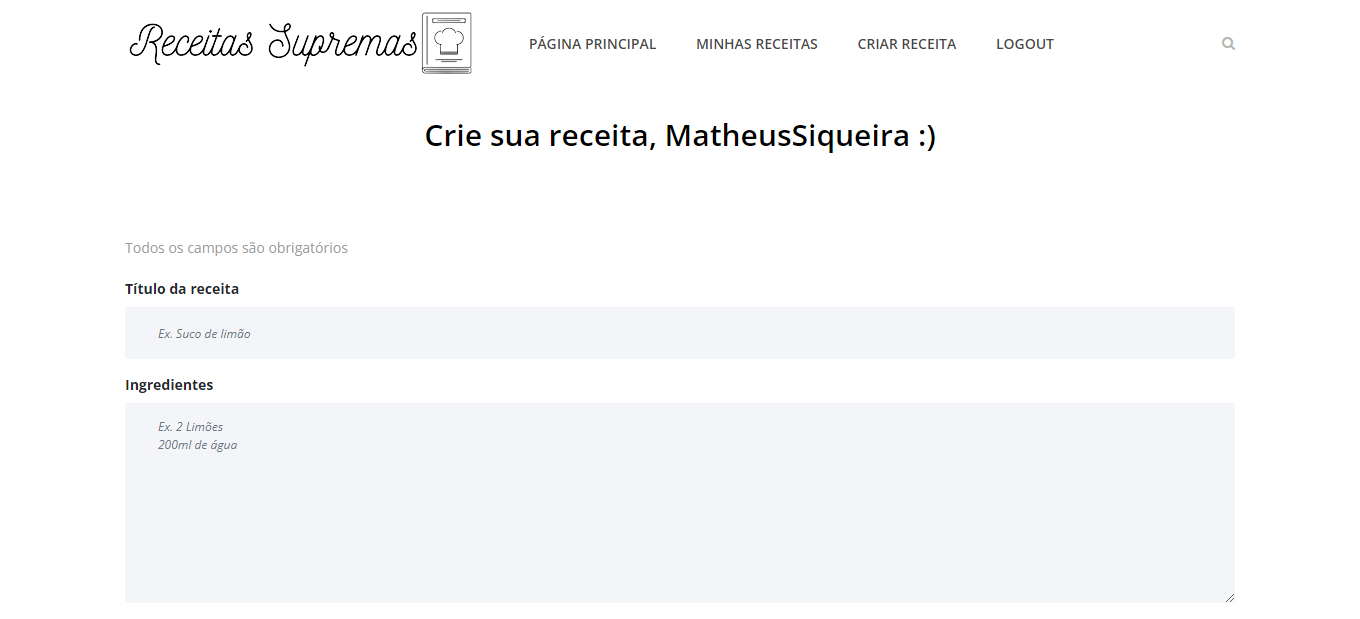 Receitas Supremas
PÁGINA PRINCIPAL MINHAS RECEITAS CRIAR RECEITA LOGOUT
Crie sua receita, MatheusSiqueira :)
Todos os campos são obrigatórios
Título da receita
Ex. Suco de limão
Ingredientes
Ex. 2 Limões
200ml de água